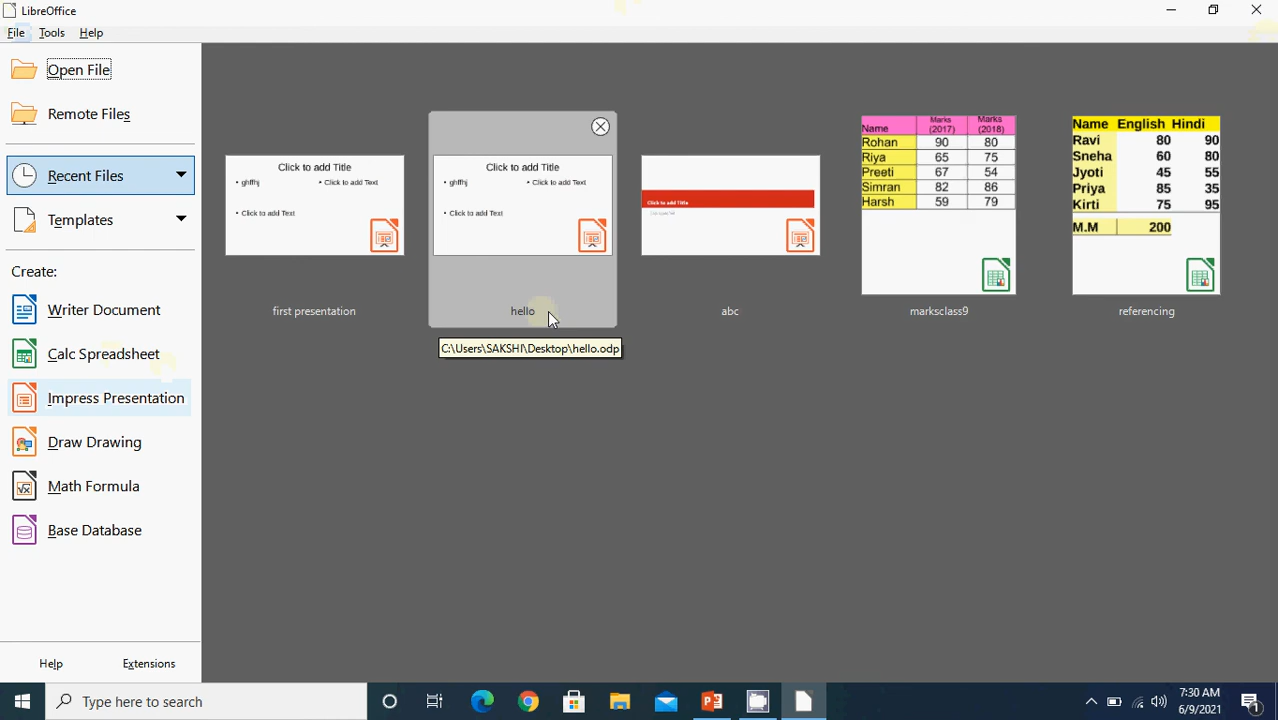 LibreOffice
File Tools Help
Open File
Remote Files
Recent Files
Templates
Create:
Writer Document
Calc Spreadsheet
Impress Presentation
Draw Drawing
Math Formula
Base Database
Help Extensions
Click to add Title
• ghffhj • Click to add Text
• Click to add Text
first presentation
Click to add Title
• ghffhj • Click to add Text
• Click to add Text
hello
C:\Users\SAKSHI\Desktop\hello.odp
Click to add Title
abc
Name Marks (2017) Marks (2018)
Rohan 90 80
Riya 65 75
Preeti 67 54
Simran 82 86
Harsh 59 79
marksclass9
Name English Hindi
Ravi 80 90
Sneha 60 80
Jyoti 45 55
Priya 85 35
Kirti 75 95
M.M 200
referencing
Type here to search
7:30 AM
6/9/2021
1